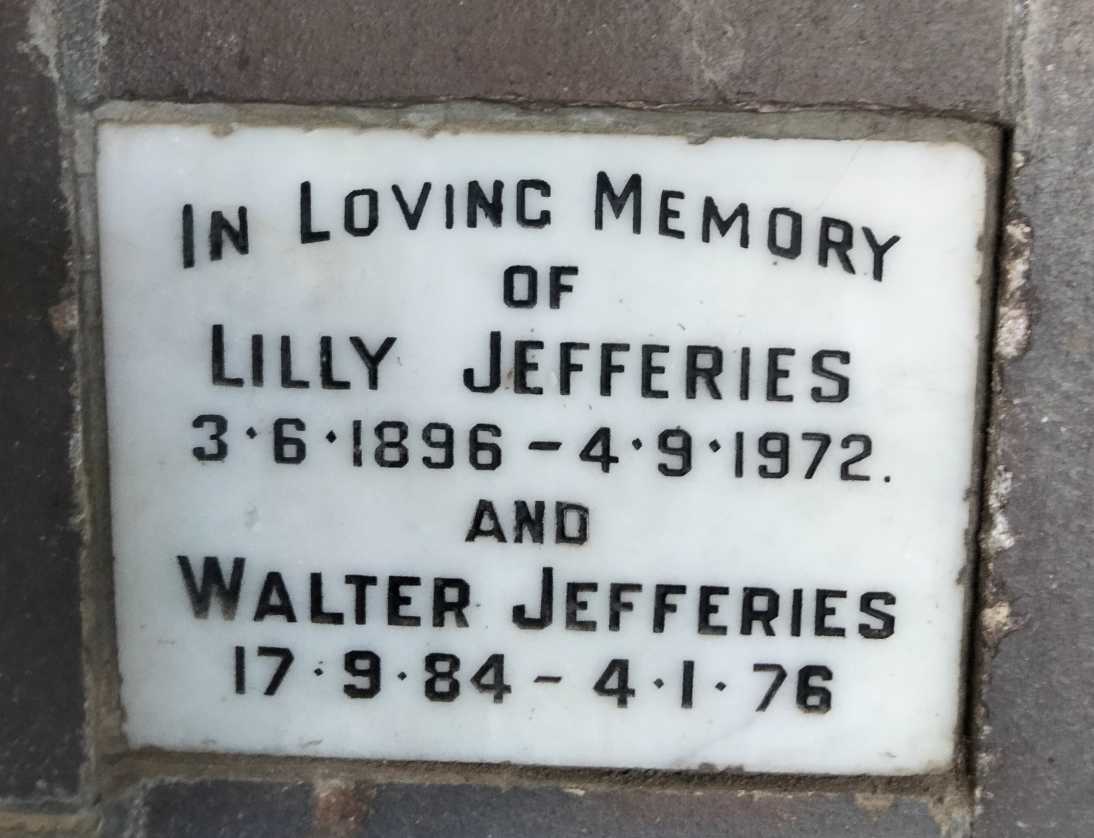 IN LOVING MEMORY
OF
LILLY JEFFERIES
3·6·1896-4·9·1972.
AND
WALTER JEFFERIES
17·9·84-4·1·76